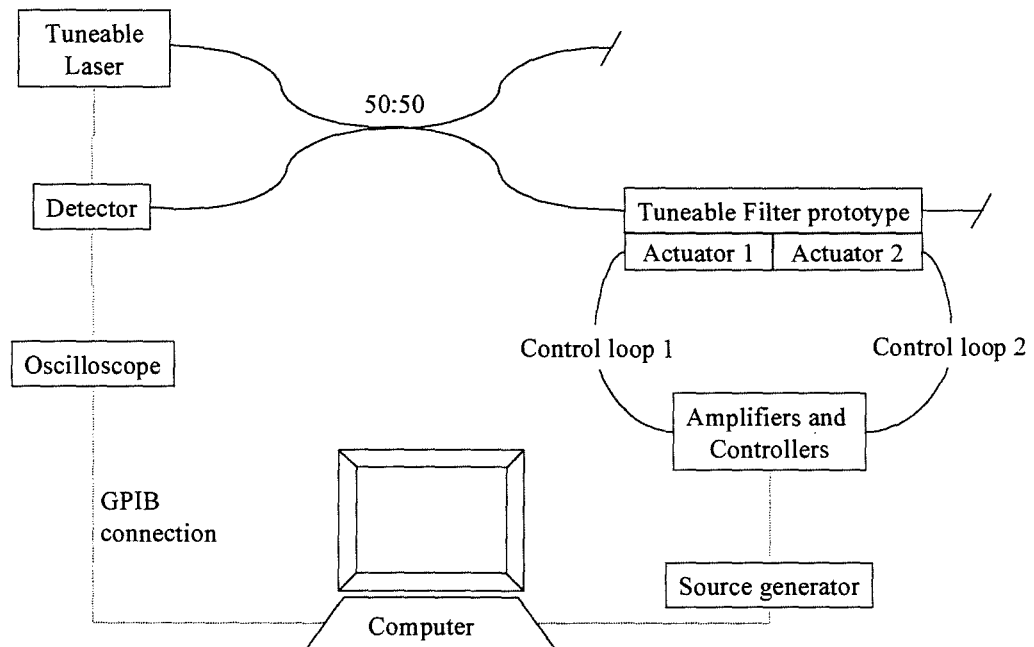 Tuneable
Laser
50:50
Detector
Tuneable Filter prototype
Actuator 1
Actuator 2
Control loop 1
Control loop 2
Oscilloscope
Amplifiers and
Controllers
GPIB
connection
Source generator
Computer